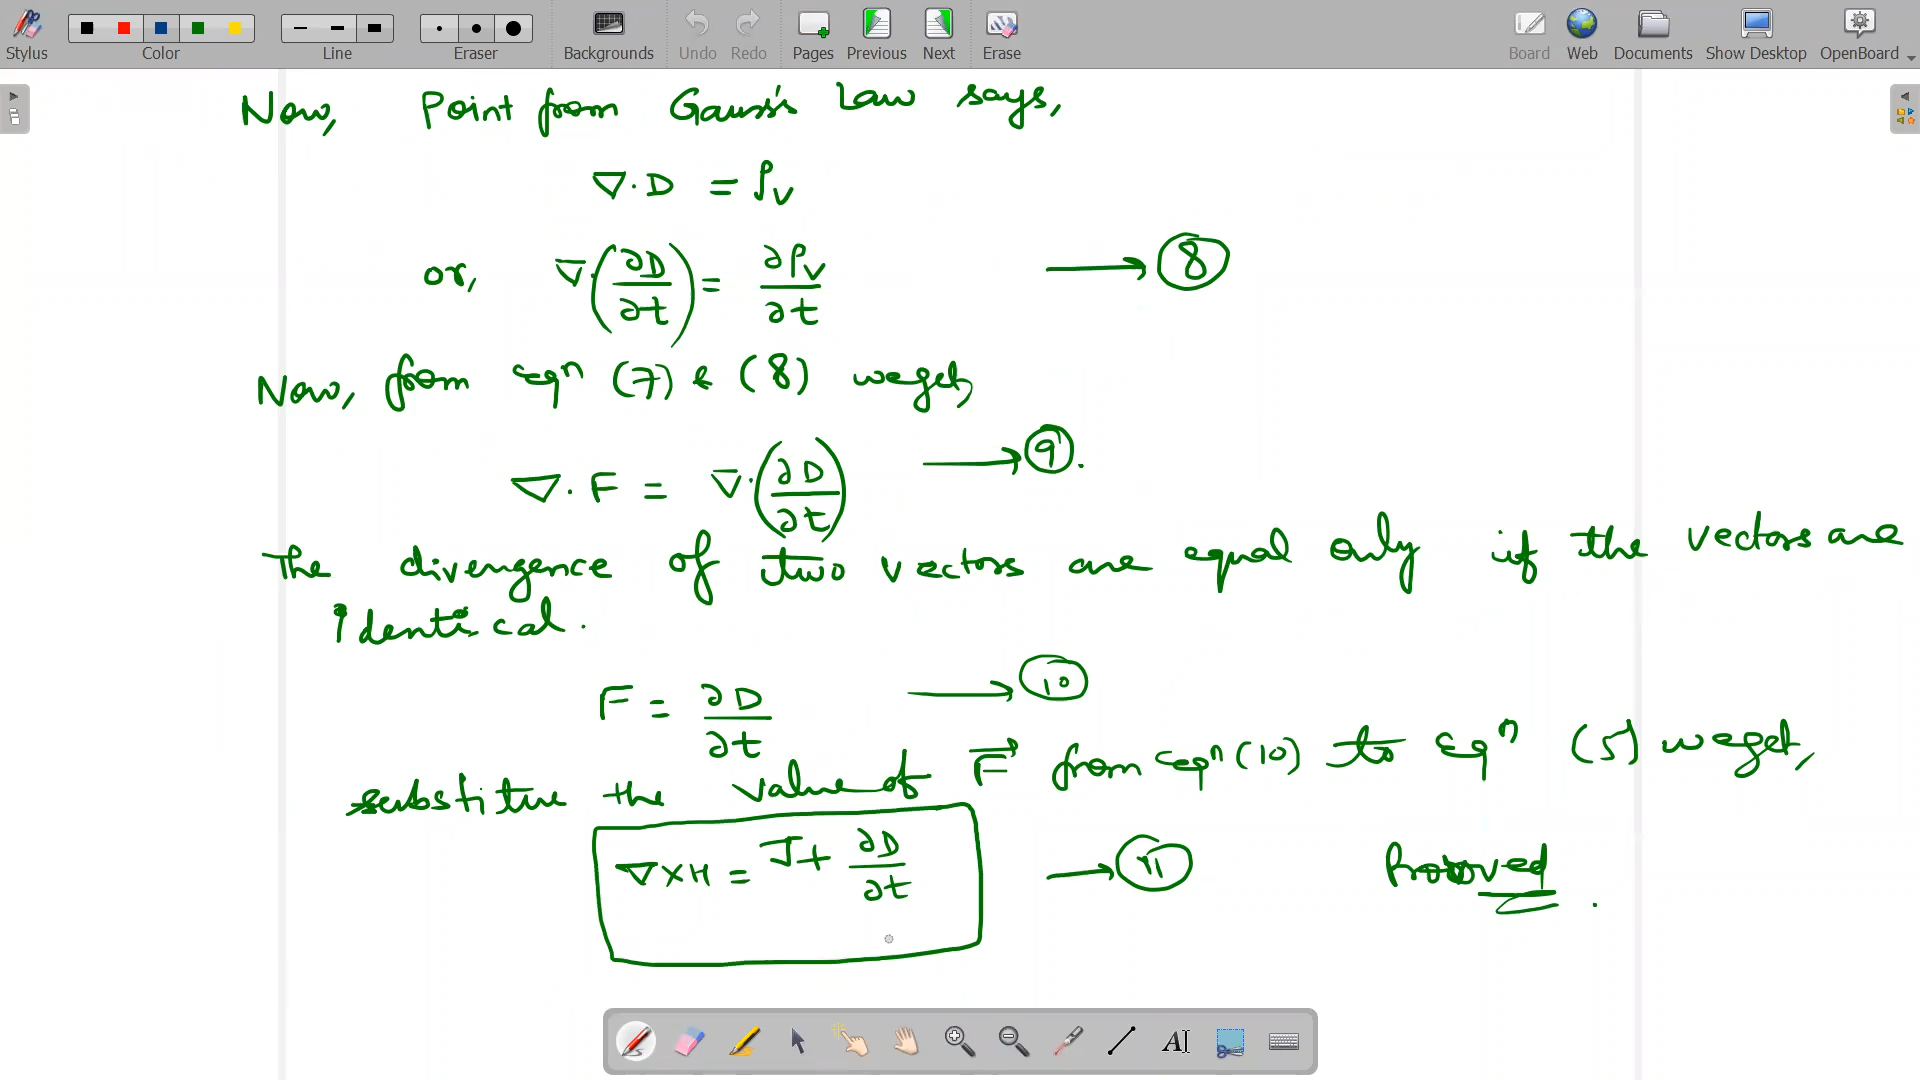 Stylus Color Line Eraser Backgrounds Undo Redo Pages Previous Next Erase Board Web Documents Show Desktop OpenBoard
Now, Point from Gauss's Law says,
∇·D = ρv
or, ∇·(∂D/∂t) = ∂ρv/∂t → 8
Now, from eqn (7) & (8) we get,
∇·F = ∇·(∂D/∂t) → 9.
The divergence of two vectors are equal only if the vectors are
identical.
F = ∂D/∂t → 10
substitue the value of F⃗ from eqn (10) to eqn (5) we get,
∇×H = J + ∂D/∂t → 11 Proved.
AI